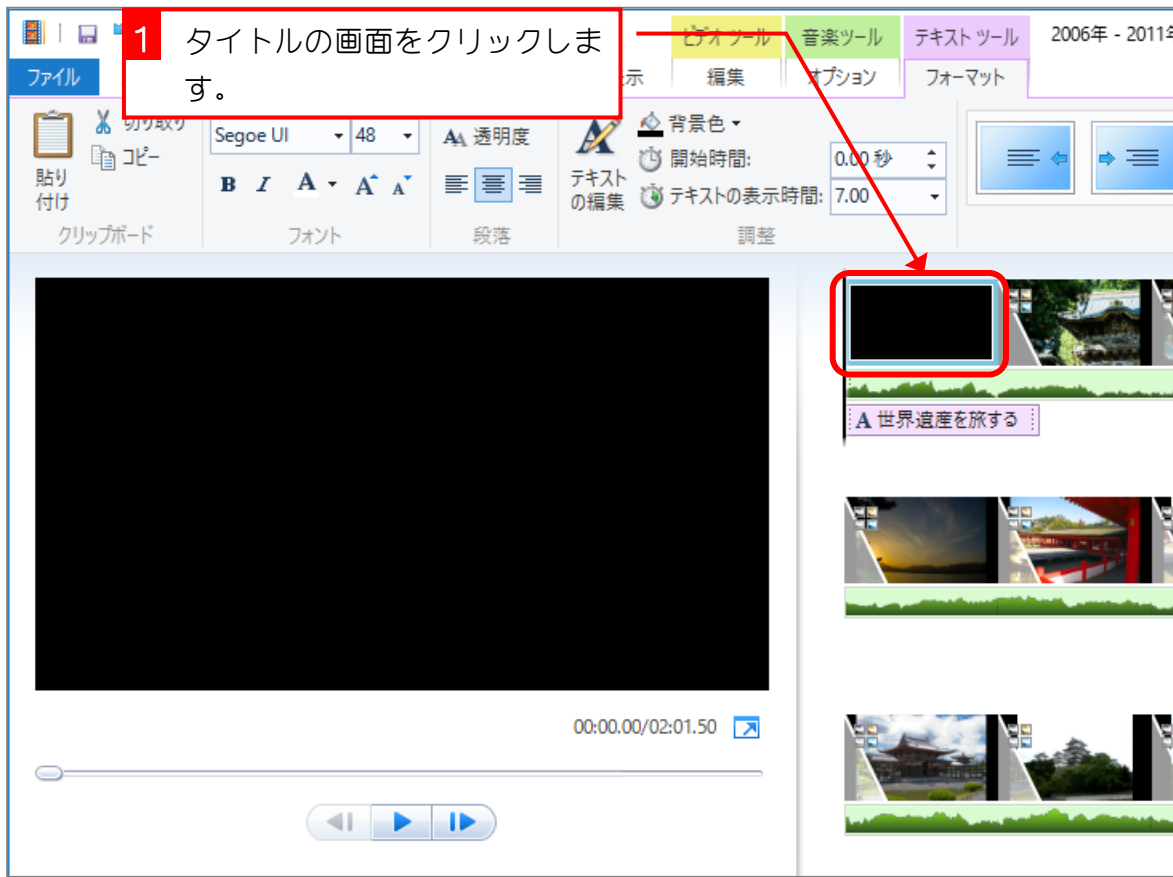 1
タイトルの画面をクリックしま
す。
ビデオ ツール 音楽ツール テキスト ツール 2006年 - 2011年
ファイル 示 編集 オプション フォーマット
切り取り
コピー
貼り
付け
クリップボード
Segoe UI 48
B I A A A
フォント
透明度
段落
テキスト
の編集
背景色
開始時間: 0.00 秒
テキストの表示時間: 7.00
調整
A 世界遺産を旅する
00:00.00/02:01.50